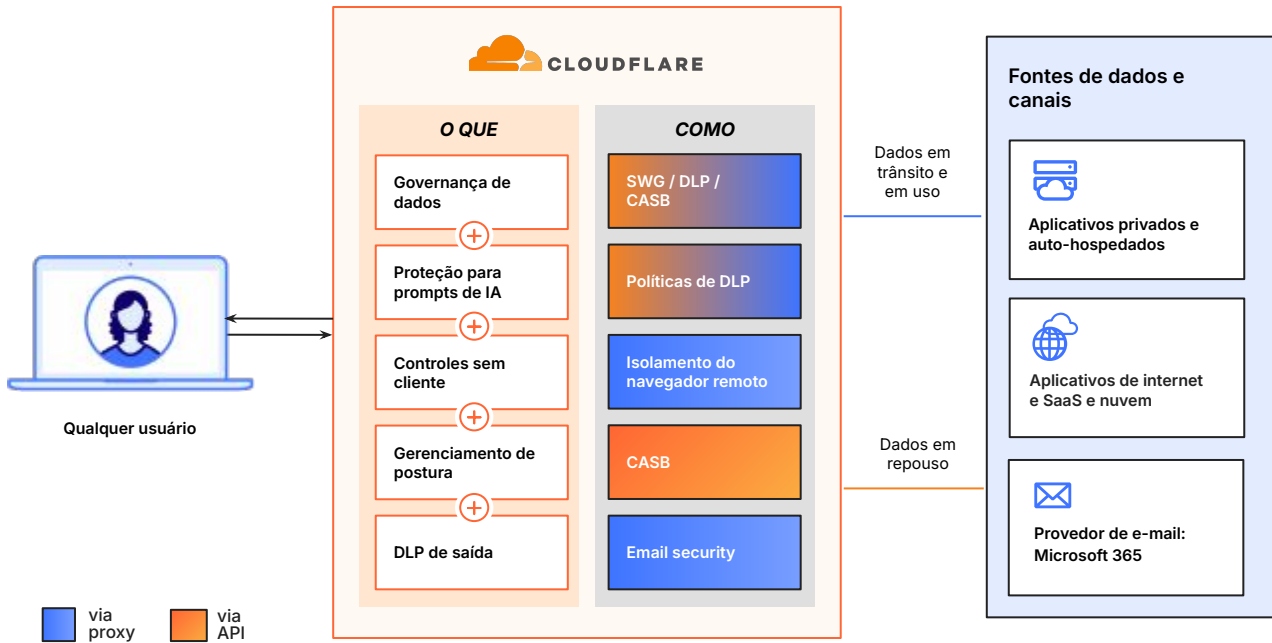 CLOUDFLARE
O QUE
Governança de
dados
Proteção para
prompts de IA
Controles sem
cliente
Gerenciamento de
postura
DLP de saída
COMO
SWG / DLP /
CASB
Políticas de DLP
Isolamento do
navegador remoto
CASB
Email security
Qualquer usuário
via
proxy
via
API
Dados em
trânsito e
em uso
Dados em
repouso
Fontes de dados e
canais
Aplicativos privados e
auto-hospedados
Aplicativos de internet
e SaaS e nuvem
Provedor de e-mail:
Microsoft 365